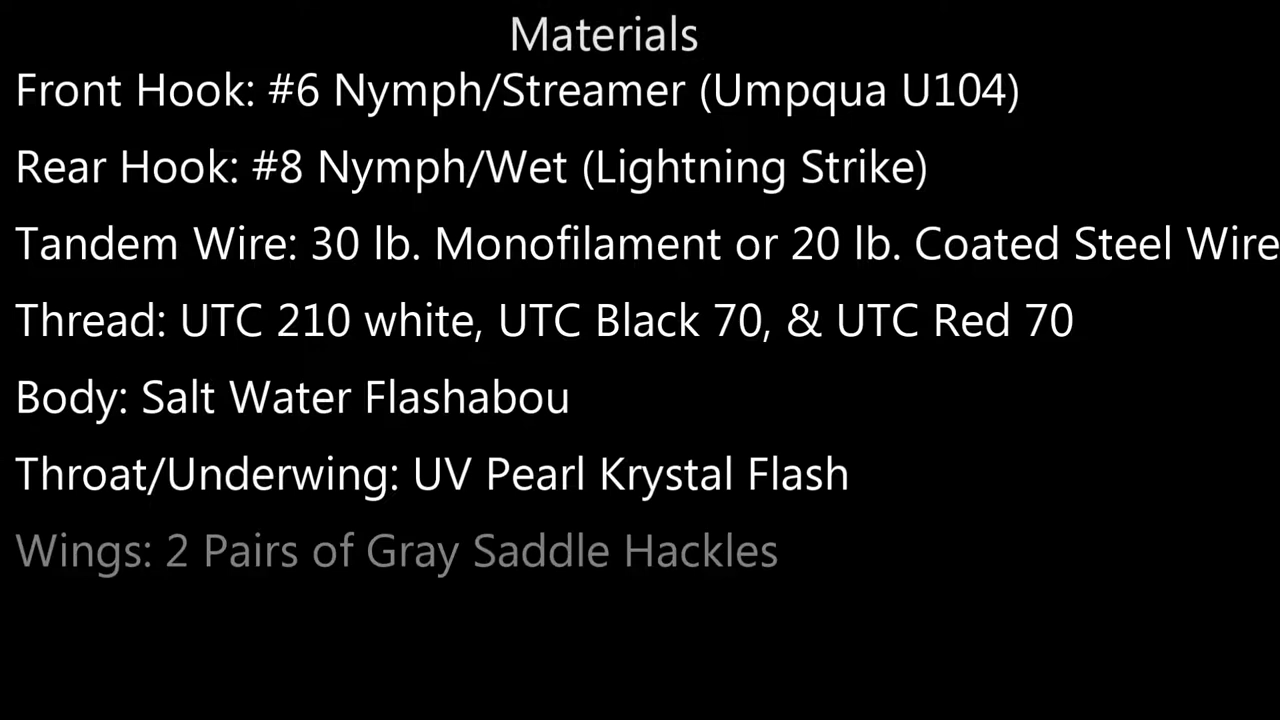 Materials
Front Hook: #6 Nymph/Streamer (Umpqua U104)
Rear Hook: #8 Nymph/Wet (Lightning Strike)
Tandem Wire: 30 lb. Monofilament or 20 lb. Coated Steel Wire
Thread: UTC 210 white, UTC Black 70, & UTC Red 70
Body: Salt Water Flashabou
Throat/Underwing: UV Pearl Krystal Flash
Wings: 2 Pairs of Gray Saddle Hackles